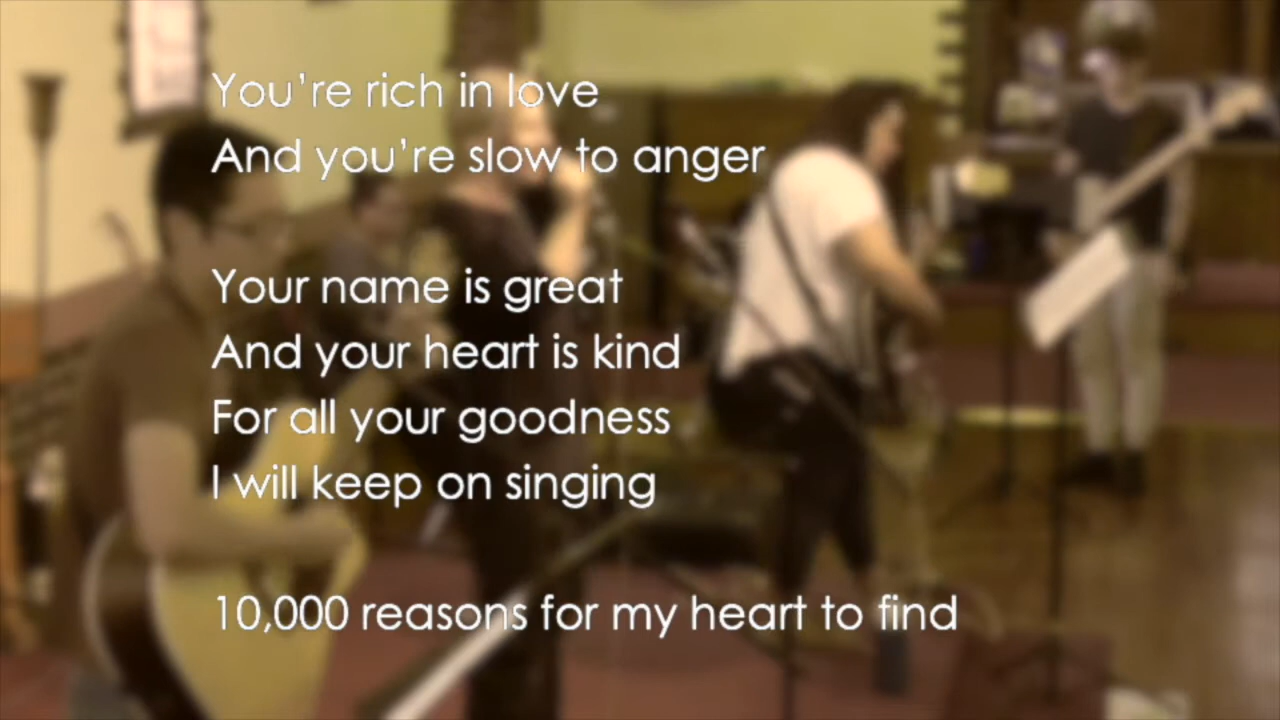 You're rich in love
And you're slow to anger
Your name is great
And your heart is kind
For all your goodness
I will keep on singing
10,000 reasons for my heart to find